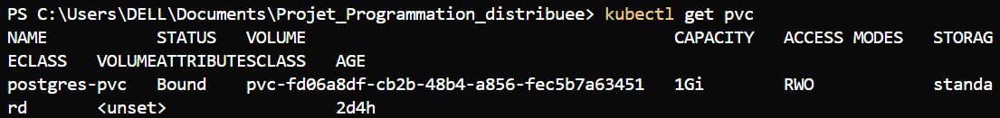 PS C:\Users\DELL\Documents\Projet_Programmation_distribuee> kubectl get pvc
NAME           STATUS   VOLUME                                     CAPACITY   ACCESS MODES   STORAG
ECLASS   VOLUMEATTRIBUTESCLASS   AGE
postgres-pvc   Bound    pvc-fd06a8df-cb2b-48b4-a856-fec5b7a63451   1Gi        RWO            standa
rd       <unset>                 2d4h